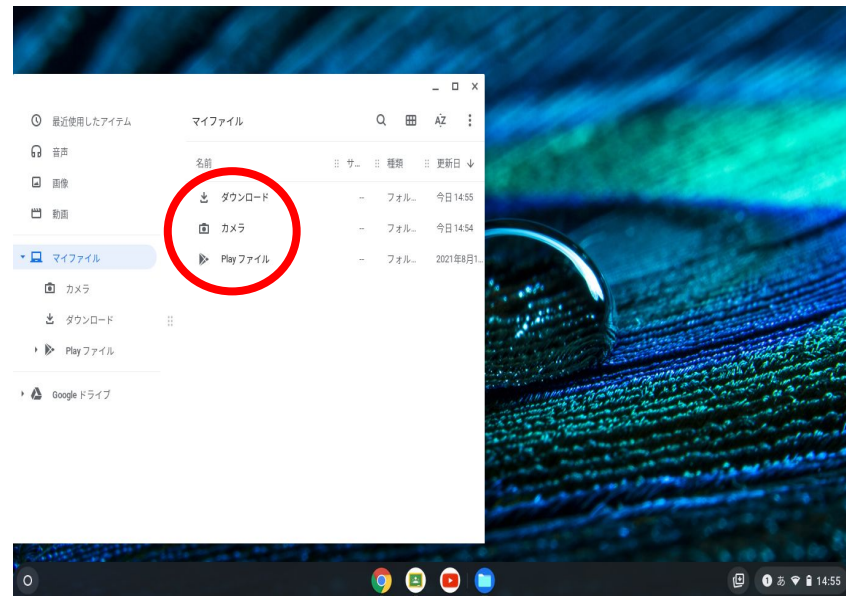 最近使用したアイテム
音声
画像
動画
マイファイル
カメラ
ダウンロード
Play ファイル
Google ドライブ
マイファイル
AZ
名前 サ... 種類 更新日
ダウンロード -- フォル... 今日 14:55
カメラ -- フォル... 今日 14:54
Play ファイル -- フォル... 2021年8月1...
1 あ 14:55